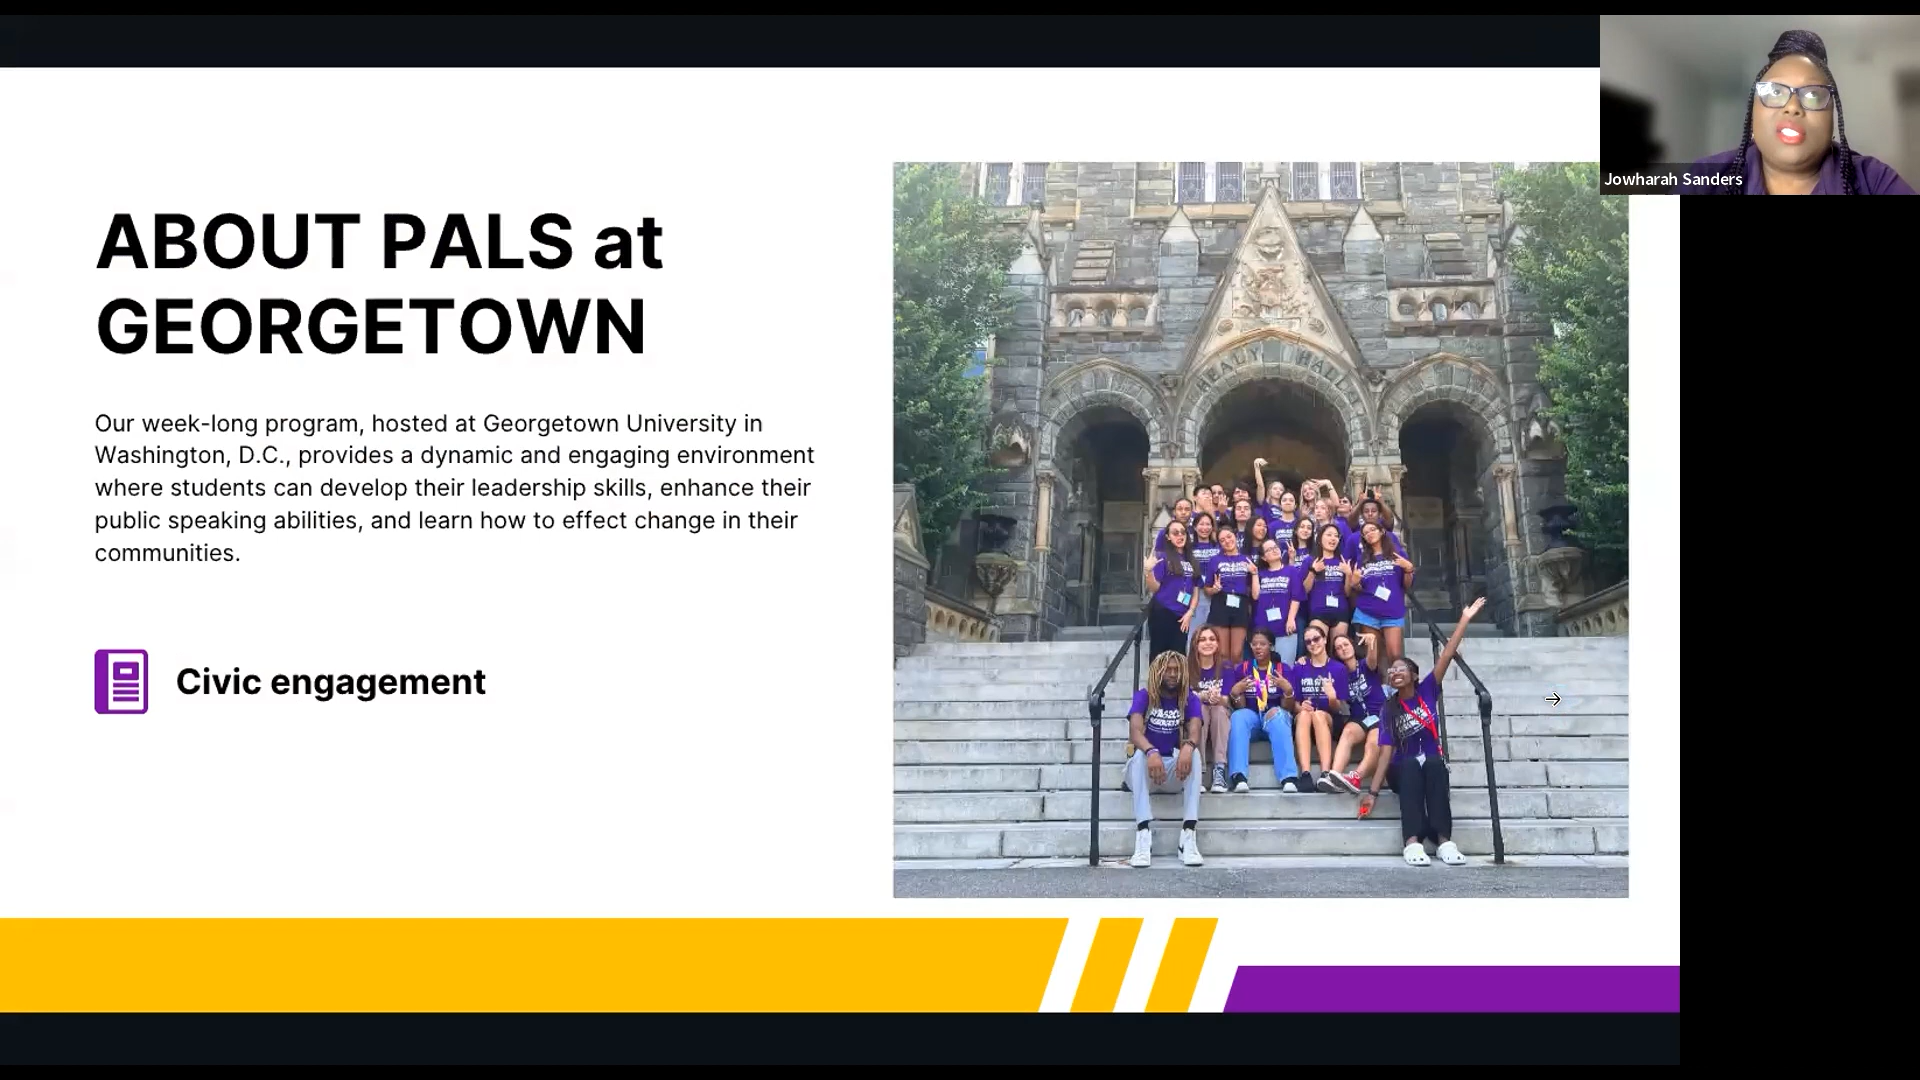 ABOUT PALS at
GEORGETOWN
Our week-long program, hosted at Georgetown University in
Washington, D.C., provides a dynamic and engaging environment
where students can develop their leadership skills, enhance their
public speaking abilities, and learn how to effect change in their
communities.
Civic engagement
HEALY HALL
Jowharah Sanders